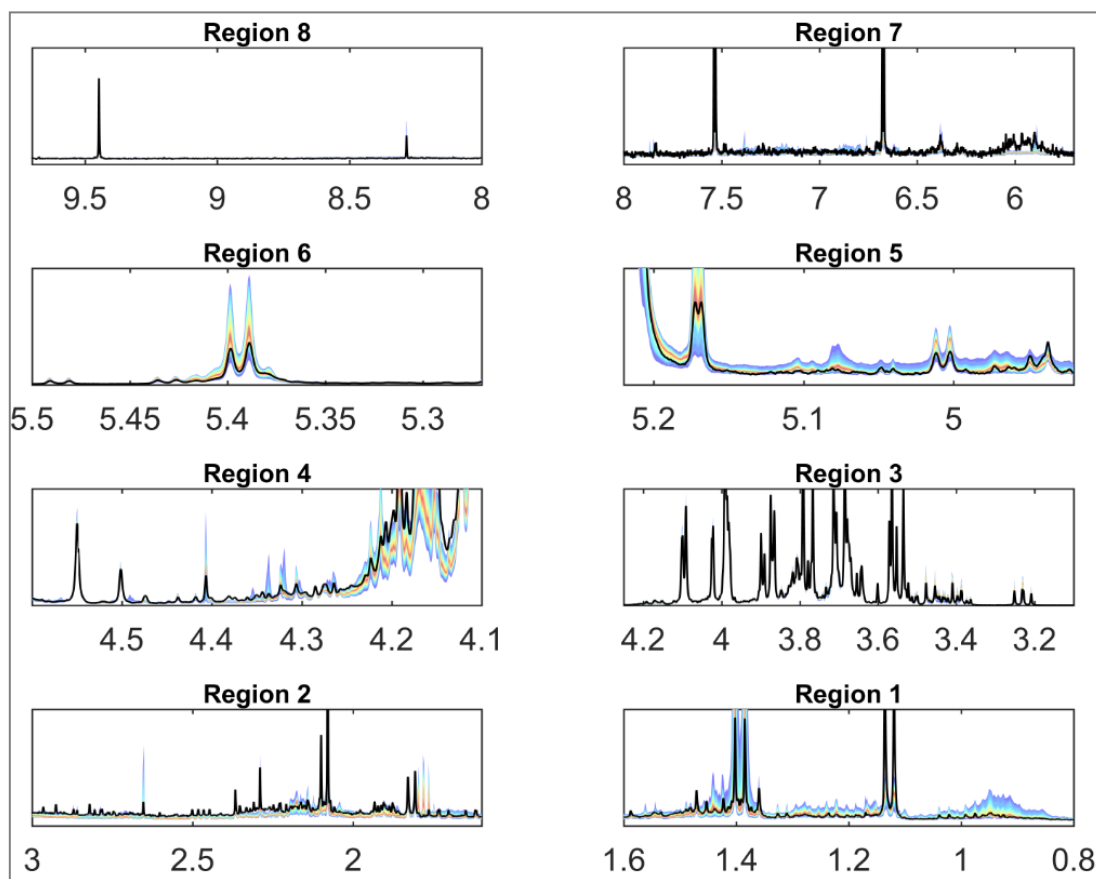 Region 8
Region 7
9.5 9 8.5 8
8 7.5 7 6.5 6
Region 6
Region 5
5.5 5.45 5.4 5.35 5.3
5.2 5.1 5
Region 4
Region 3
4.5 4.4 4.3 4.2 4.1
4.2 4 3.8 3.6 3.4 3.2
Region 2
Region 1
3 2.5 2
1.6 1.4 1.2 1 0.8